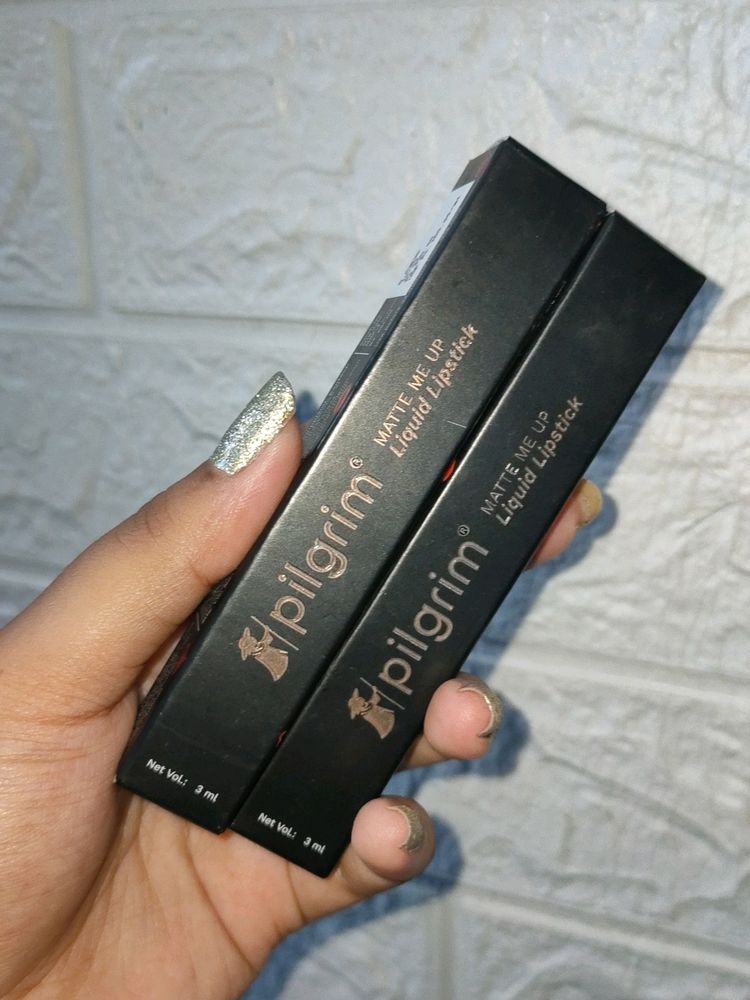 pilgrim®
MATTE ME UP
Liquid Lipstick
Net Vol.: 3 ml
pilgrim®
MATTE ME UP
Liquid Lipstick
Net Vol.: 3 ml